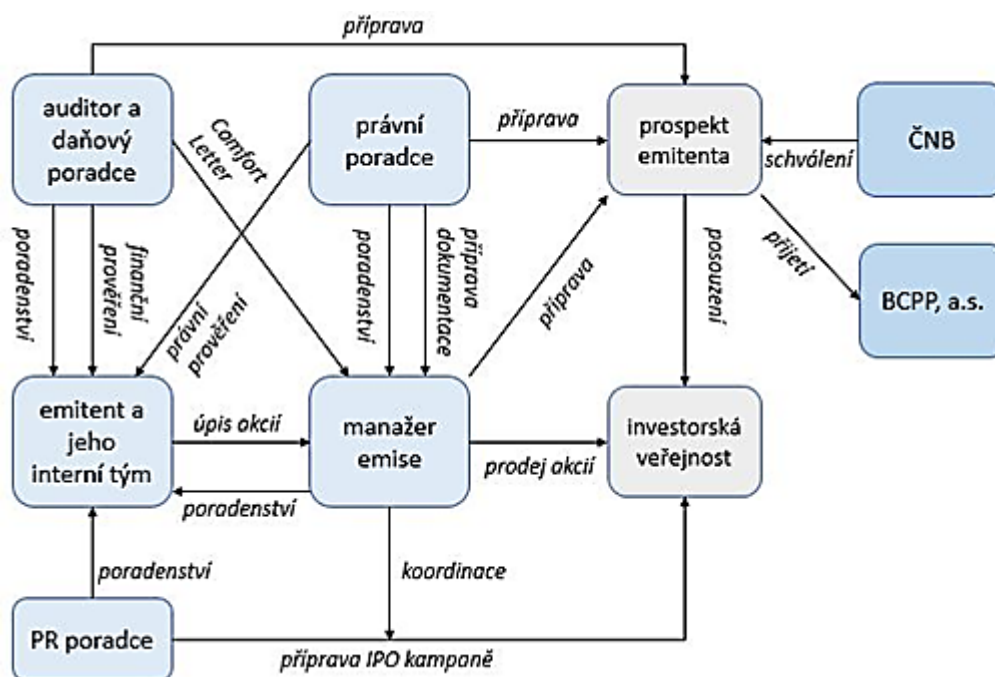 příprava
auditor a
daňový
poradce
Comfort
Letter
právní
poradce
příprava
prospekt
emitenta
schválení
ČNB
poradenství
finanční
prověření
právní
prověření
poradenství
příprava
dokumentace
příprava
posouzení
přijetí
BCPP, a.s.
emitent a
jeho
interní tým
úpis akcií
poradenství
manažer
emise
prodej akcií
investorská
veřejnost
poradenství
koordinace
PR poradce
příprava IPO kampaně